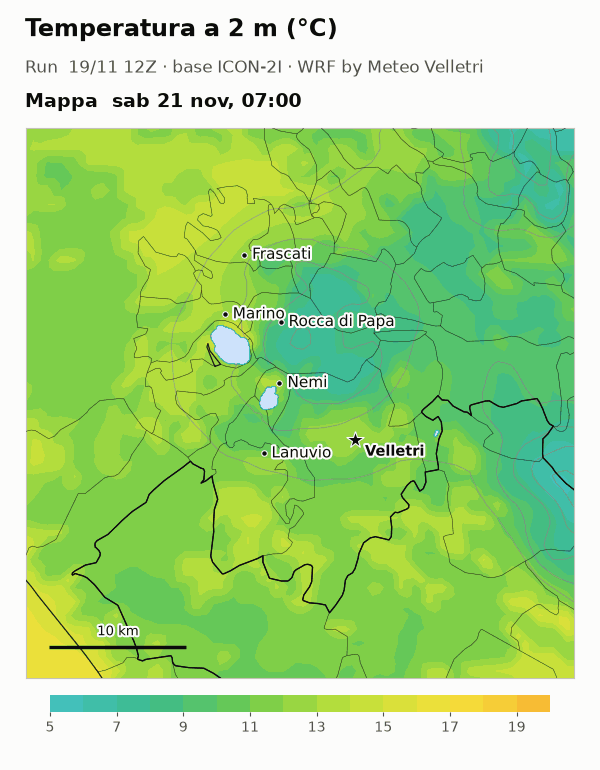 Temperatura a 2 m (°C)
Run  19/11 12Z · base ICON-2I · WRF by Meteo Velletri
Mappa  sab 21 nov, 07:00
Frascati
Marino
Rocca di Papa
Nemi
Velletri
Lanuvio
10 km
5 7 9 11 13 15 17 19